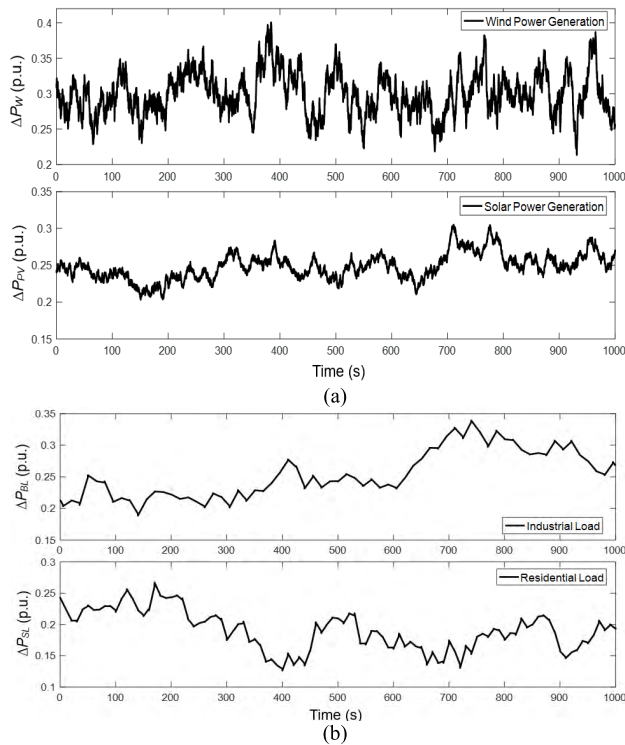 0.4
Wind Power Generation
0.35
ΔP_W (p.u.)
0.3
0.25
0.2
0 100 200 300 400 500 600 700 800 900 1000
0.35
Solar Power Generation
0.3
ΔP_PV (p.u.)
0.25
0.2
0.15
0 100 200 300 400 500 600 700 800 900 1000
Time (s)
(a)
0.35
0.3
ΔP_BL (p.u.)
0.25
0.2
Industrial Load
0.15
0 100 200 300 400 500 600 700 800 900 1000
0.3
Residential Load
0.25
ΔP_SL (p.u.)
0.2
0.15
0.1
0 100 200 300 400 500 600 700 800 900 1000
Time (s)
(b)